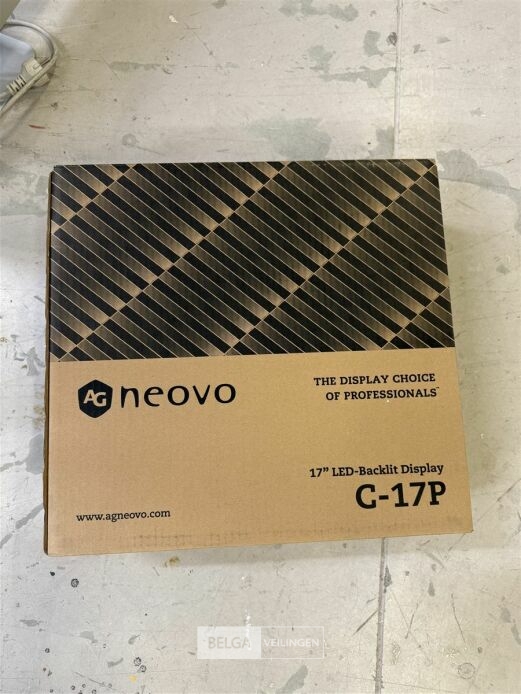 AG neovo
THE DISPLAY CHOICE
OF PROFESSIONALS™
17” LED-Backlit Display
C-17P
www.agneovo.com
BELGA VEILINGEN